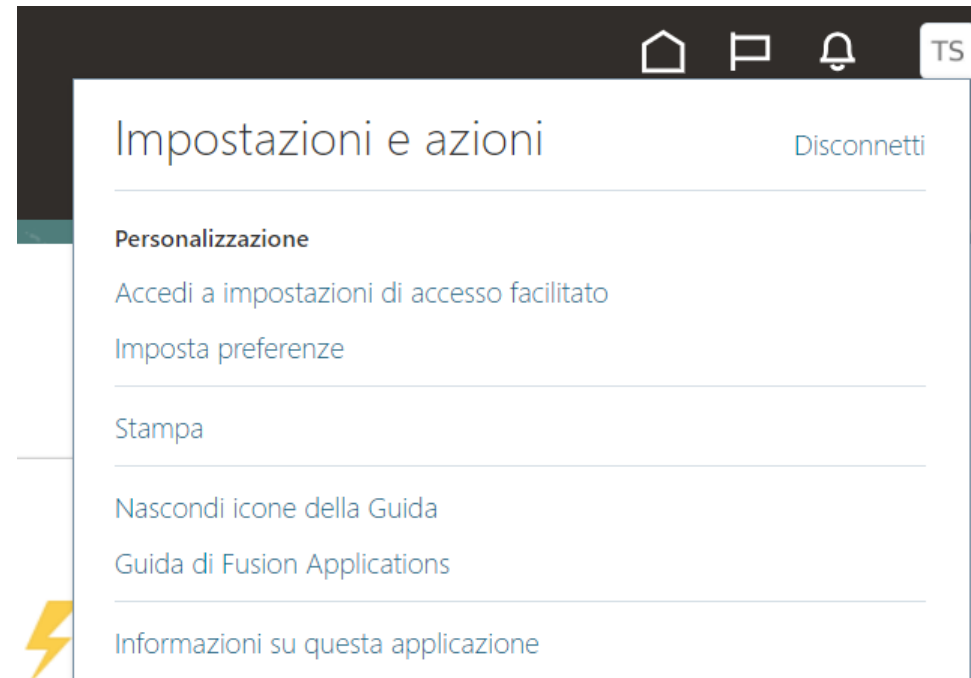 TS
Impostazioni e azioni
Disconnetti
Personalizzazione
Accedi a impostazioni di accesso facilitato
Imposta preferenze
Stampa
Nascondi icone della Guida
Guida di Fusion Applications
Informazioni su questa applicazione